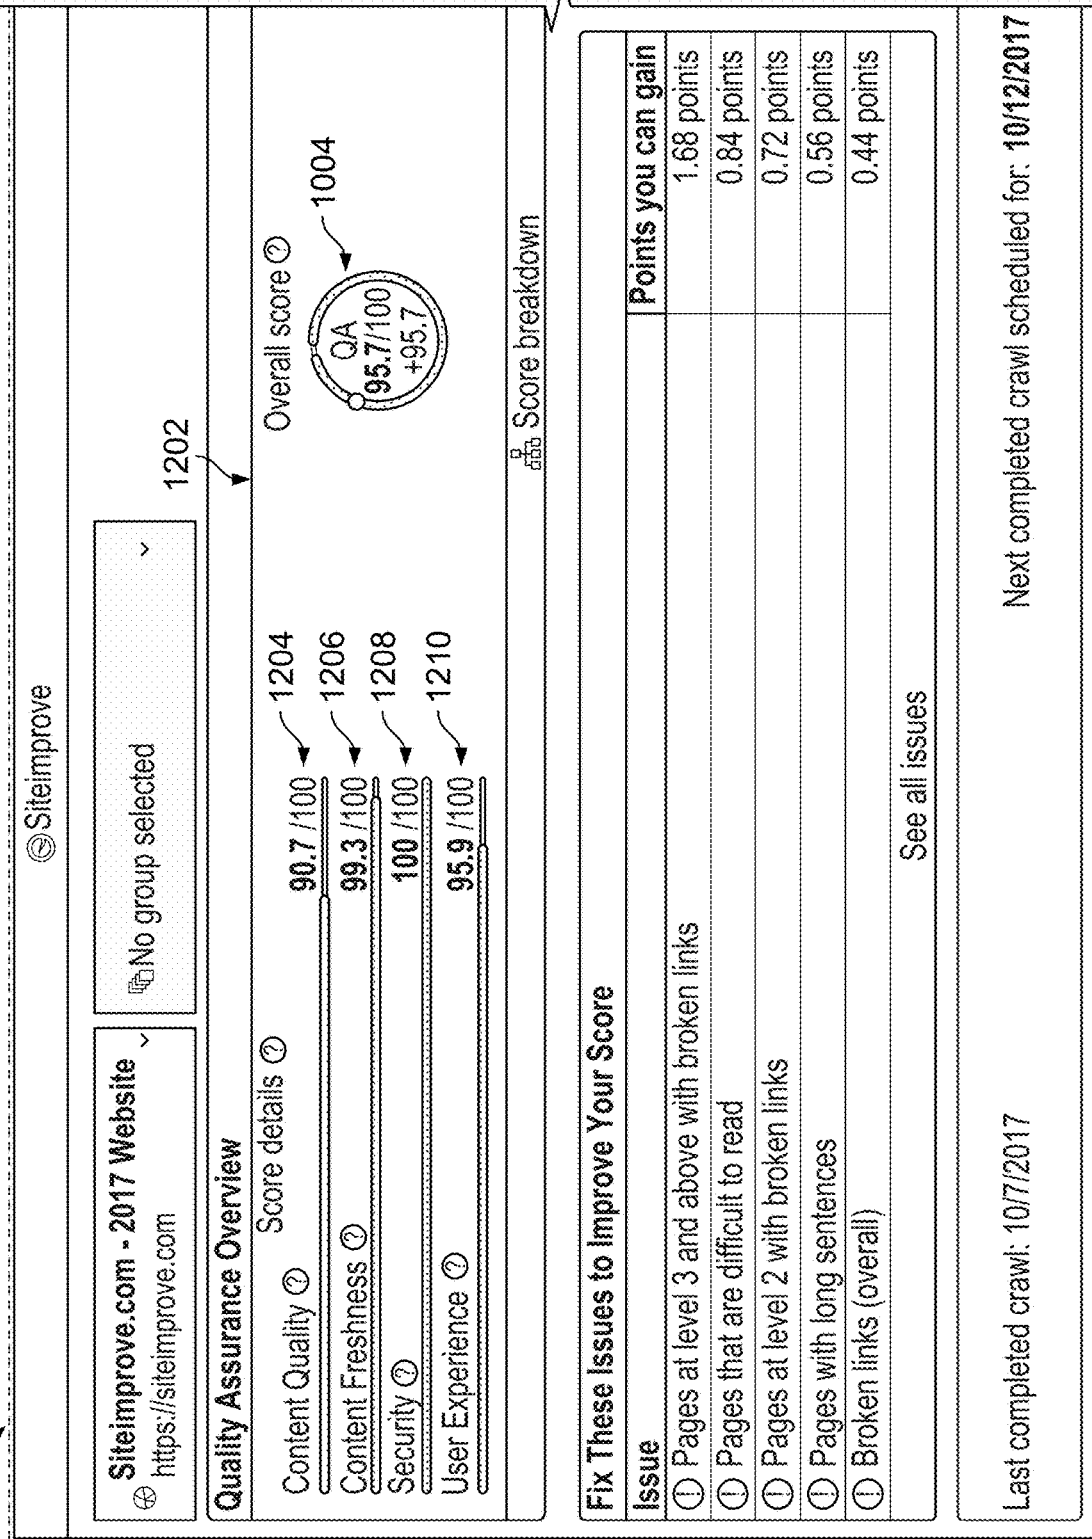 Siteimprove
Siteimprove.com - 2017 Website
https://siteimprove.com
No group selected
1202
Quality Assurance Overview
Score details ?
Overall score ?
Content Quality ? 90.7 /100
1204
Content Freshness ? 99.3 /100
1206
Security ? 100 /100
1208
User Experience ? 95.9 /100
1210
QA
95.7/100
+95.7
1004
Score breakdown
Fix These Issues to Improve Your Score
Issue Points you can gain
! Pages at level 3 and above with broken links 1.68 points
! Pages that are difficult to read 0.84 points
! Pages at level 2 with broken links 0.72 points
! Pages with long sentences 0.56 points
! Broken links (overall) 0.44 points
See all issues
Last completed crawl: 10/7/2017 Next completed crawl scheduled for: 10/12/2017